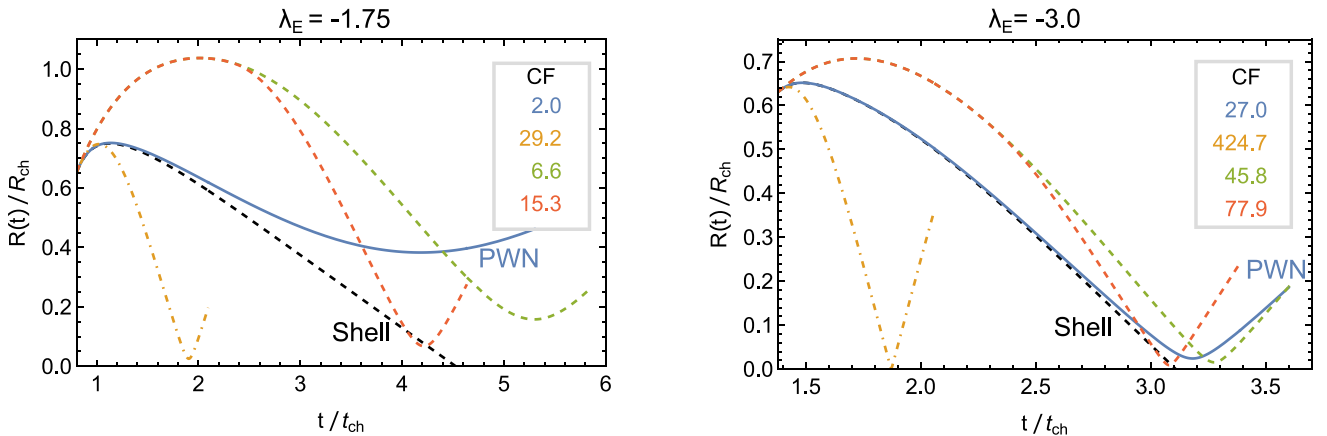 λE = -1.75
R(t) / Rch
1.0
0.8
0.6
0.4
0.2
0.0
CF
2.0
29.2
6.6
15.3
PWN
Shell
1 2 3 4 5 6
t / tch
λE = -3.0
R(t) / Rch
0.7
0.6
0.5
0.4
0.3
0.2
0.1
0.0
CF
27.0
424.7
45.8
77.9
PWN
Shell
1.5 2.0 2.5 3.0 3.5
t / tch